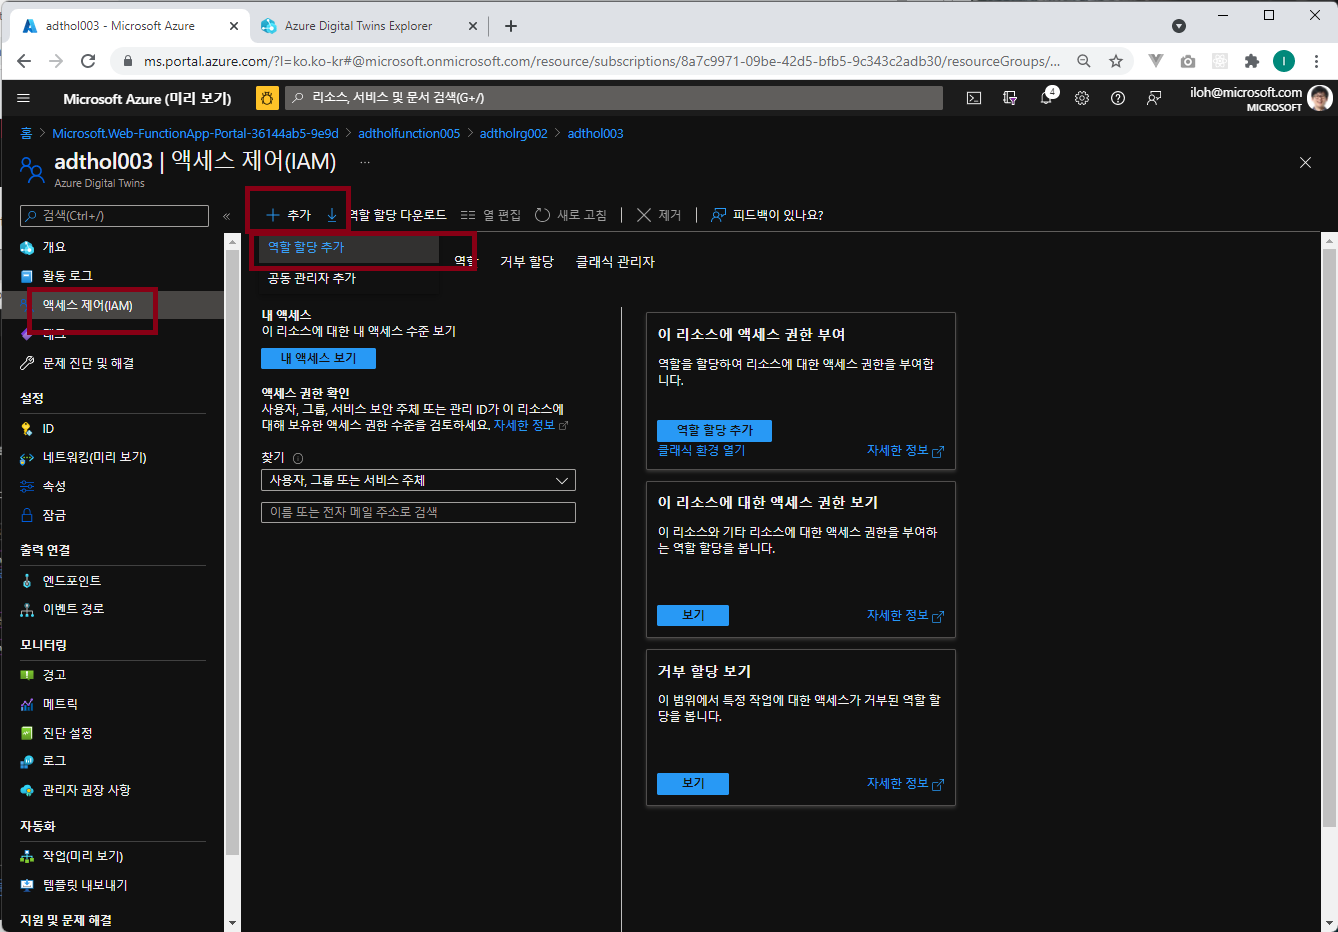 adthol003 - Microsoft Azure
Azure Digital Twins Explorer
ms.portal.azure.com/?l=ko.ko-kr#@microsoft.onmicrosoft.com/resource/subscriptions/8a7c9971-09be-42d5-bfb5-9c343c2adb30/resourceGroups/...
I
Microsoft Azure (미리 보기)
리소스, 서비스 및 문서 검색(G+/)
4
iloh@microsoft.com
MICROSOFT
홈 > Microsoft.Web-FunctionApp-Portal-36144ab5-9e9d > adtholfunction005 > adtholrg002 > adthol003
adthol003 | 액세스 제어(IAM) ...
Azure Digital Twins
검색(Ctrl+/)
«
개요
활동 로그
액세스 제어(IAM)
태그
문제 진단 및 해결
설정
ID
네트워킹(미리 보기)
속성
잠금
출력 연결
엔드포인트
이벤트 경로
모니터링
경고
메트릭
진단 설정
로그
관리자 권장 사항
자동화
작업(미리 보기)
템플릿 내보내기
지원 및 문제 해결
추가
역할 할당 다운로드
열 편집
새로 고침
제거
피드백이 있나요?
역할 할당 추가
공동 관리자 추가
역할
거부 할당
클래식 관리자
내 액세스
이 리소스에 대한 내 액세스 수준 보기
내 액세스 보기
액세스 권한 확인
사용자, 그룹, 서비스 보안 주체 또는 관리 ID가 이 리소스에
대해 보유한 액세스 권한 수준을 검토하세요. 자세한 정보
찾기
사용자, 그룹 또는 서비스 주체
이름 또는 전자 메일 주소로 검색
이 리소스에 액세스 권한 부여
역할을 할당하여 리소스에 대한 액세스 권한을 부여합
니다.
역할 할당 추가
클래식 환경 열기
자세한 정보
이 리소스에 대한 액세스 권한 보기
이 리소스와 기타 리소스에 대한 액세스 권한을 부여하
는 역할 할당을 봅니다.
보기
자세한 정보
거부 할당 보기
이 범위에서 특정 작업에 대한 액세스가 거부된 역할 할
당을 봅니다.
보기
자세한 정보